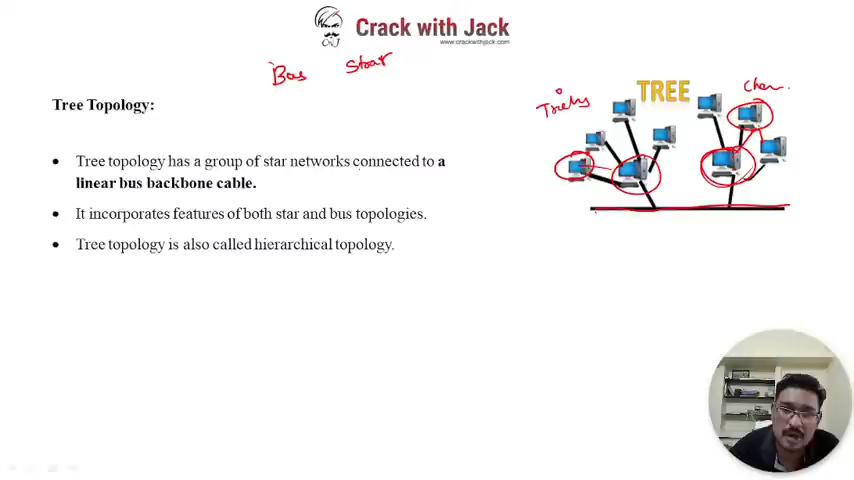 Crack with Jack
www.crackwithjack.com
Bus Star
Tree Topology:
TREE
• Tree topology has a group of star networks connected to a
linear bus backbone cable.
• It incorporates features of both star and bus topologies.
• Tree topology is also called hierarchical topology.